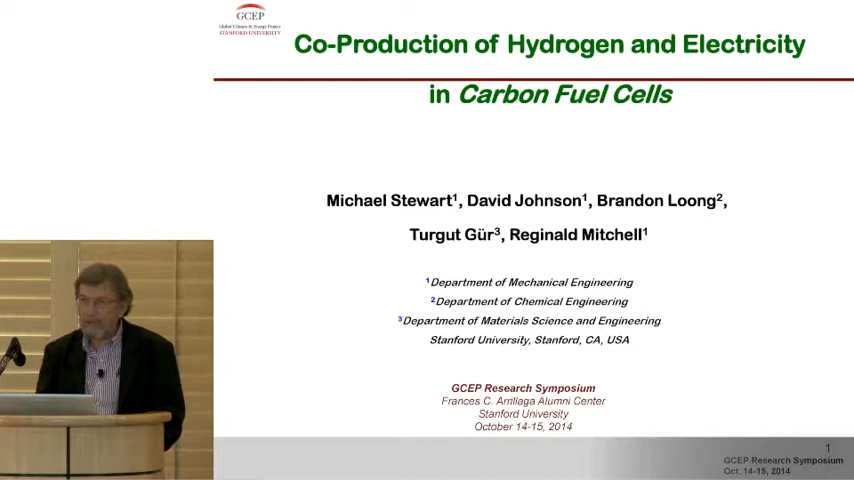 GCEP
Global Climate & Energy Project
STANFORD UNIVERSITY
Co-Production of Hydrogen and Electricity
in Carbon Fuel Cells
Michael Stewart¹, David Johnson¹, Brandon Loong²,
Turgut Gür³, Reginald Mitchell¹
¹Department of Mechanical Engineering
²Department of Chemical Engineering
³Department of Materials Science and Engineering
Stanford University, Stanford, CA, USA
GCEP Research Symposium
Frances C. Arrillaga Alumni Center
Stanford University
October 14-15, 2014
1
GCEP Research Symposium
Oct. 14-15, 2014